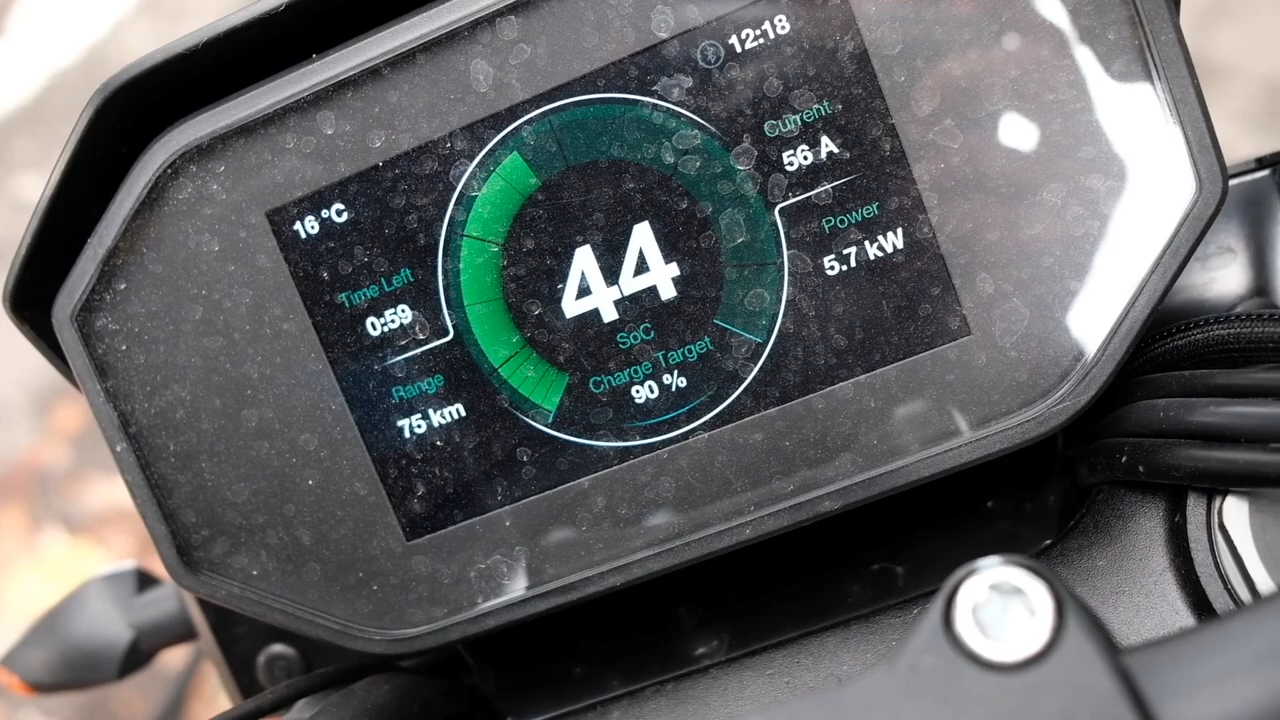 12:18
16 °C
Time Left
0:59
Range
75 km
44
SoC
Charge Target
90 %
Current
56 A
Power
5.7 kW